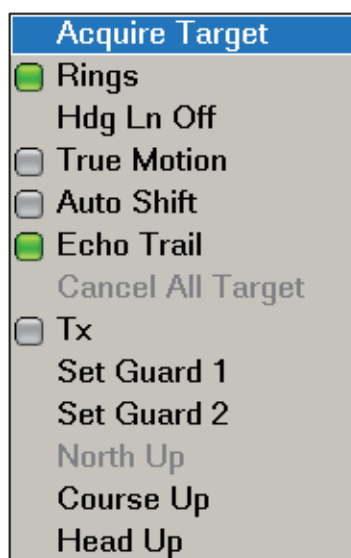 Acquire Target
Rings
Hdg Ln Off
True Motion
Auto Shift
Echo Trail
Cancel All Target
Tx
Set Guard 1
Set Guard 2
North Up
Course Up
Head Up